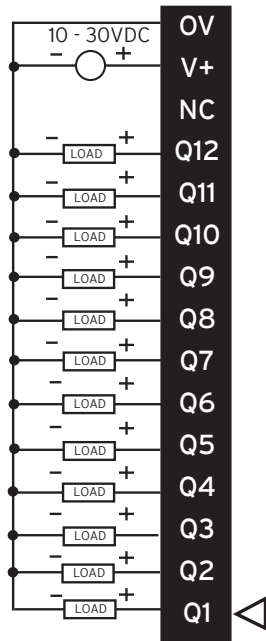 10 - 30VDC 0V
- + V+
NC
- LOAD + Q12
- LOAD + Q11
- LOAD + Q10
- LOAD + Q9
- LOAD + Q8
- LOAD + Q7
- LOAD + Q6
- LOAD + Q5
- LOAD + Q4
- LOAD + Q3
- LOAD + Q2
- LOAD + Q1